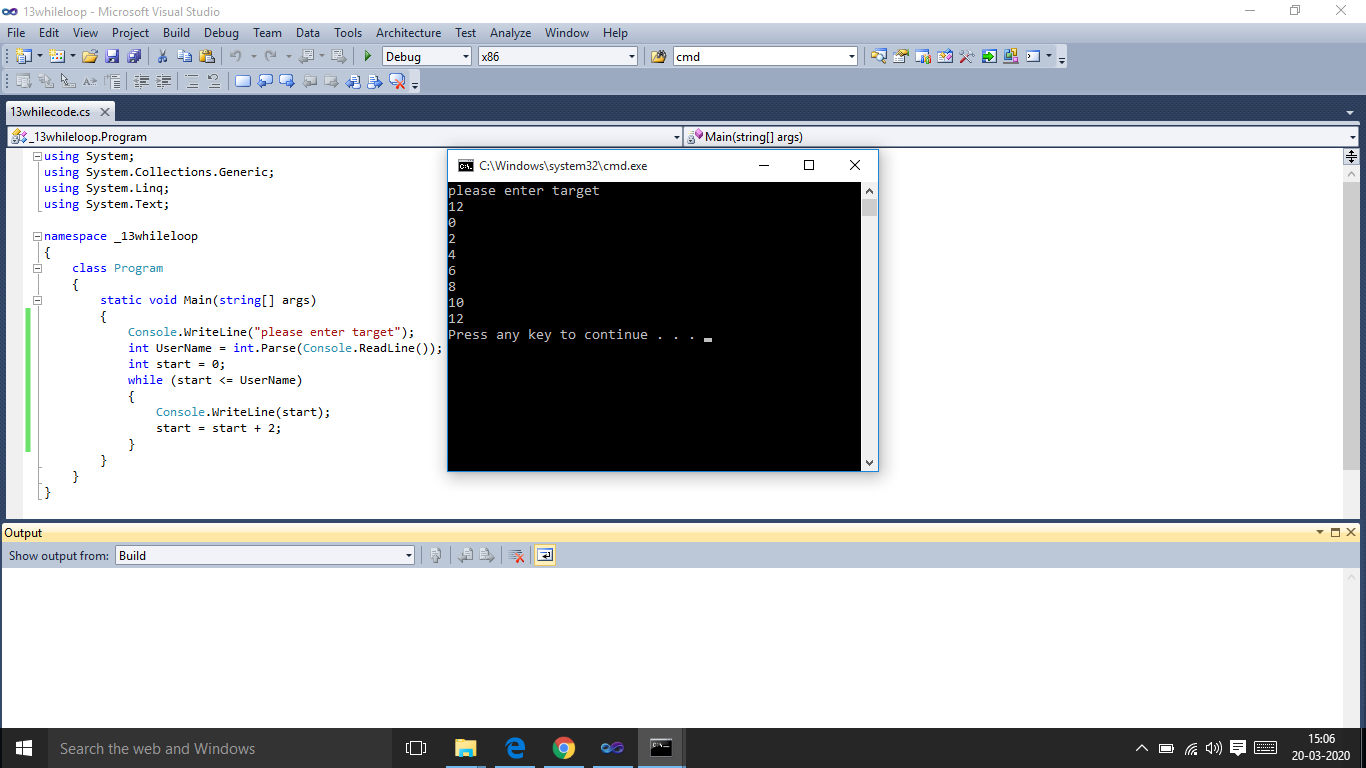 13whileloop - Microsoft Visual Studio
File Edit View Project Build Debug Team Data Tools Architecture Test Analyze Window Help
Debug x86 cmd
13whilecode.cs
_13whileloop.Program Main(string[] args)
using System;
using System.Collections.Generic;
using System.Linq;
using System.Text;
namespace _13whileloop
{
class Program
{
static void Main(string[] args)
{
Console.WriteLine("please enter target");
int UserName = int.Parse(Console.ReadLine());
int start = 0;
while (start <= UserName)
{
Console.WriteLine(start);
start = start + 2;
}
}
}
}
C:\Windows\system32\cmd.exe
please enter target
12
0
2
4
6
8
10
12
Press any key to continue . . .
Output
Show output from: Build
Search the web and Windows
15:06
20-03-2020